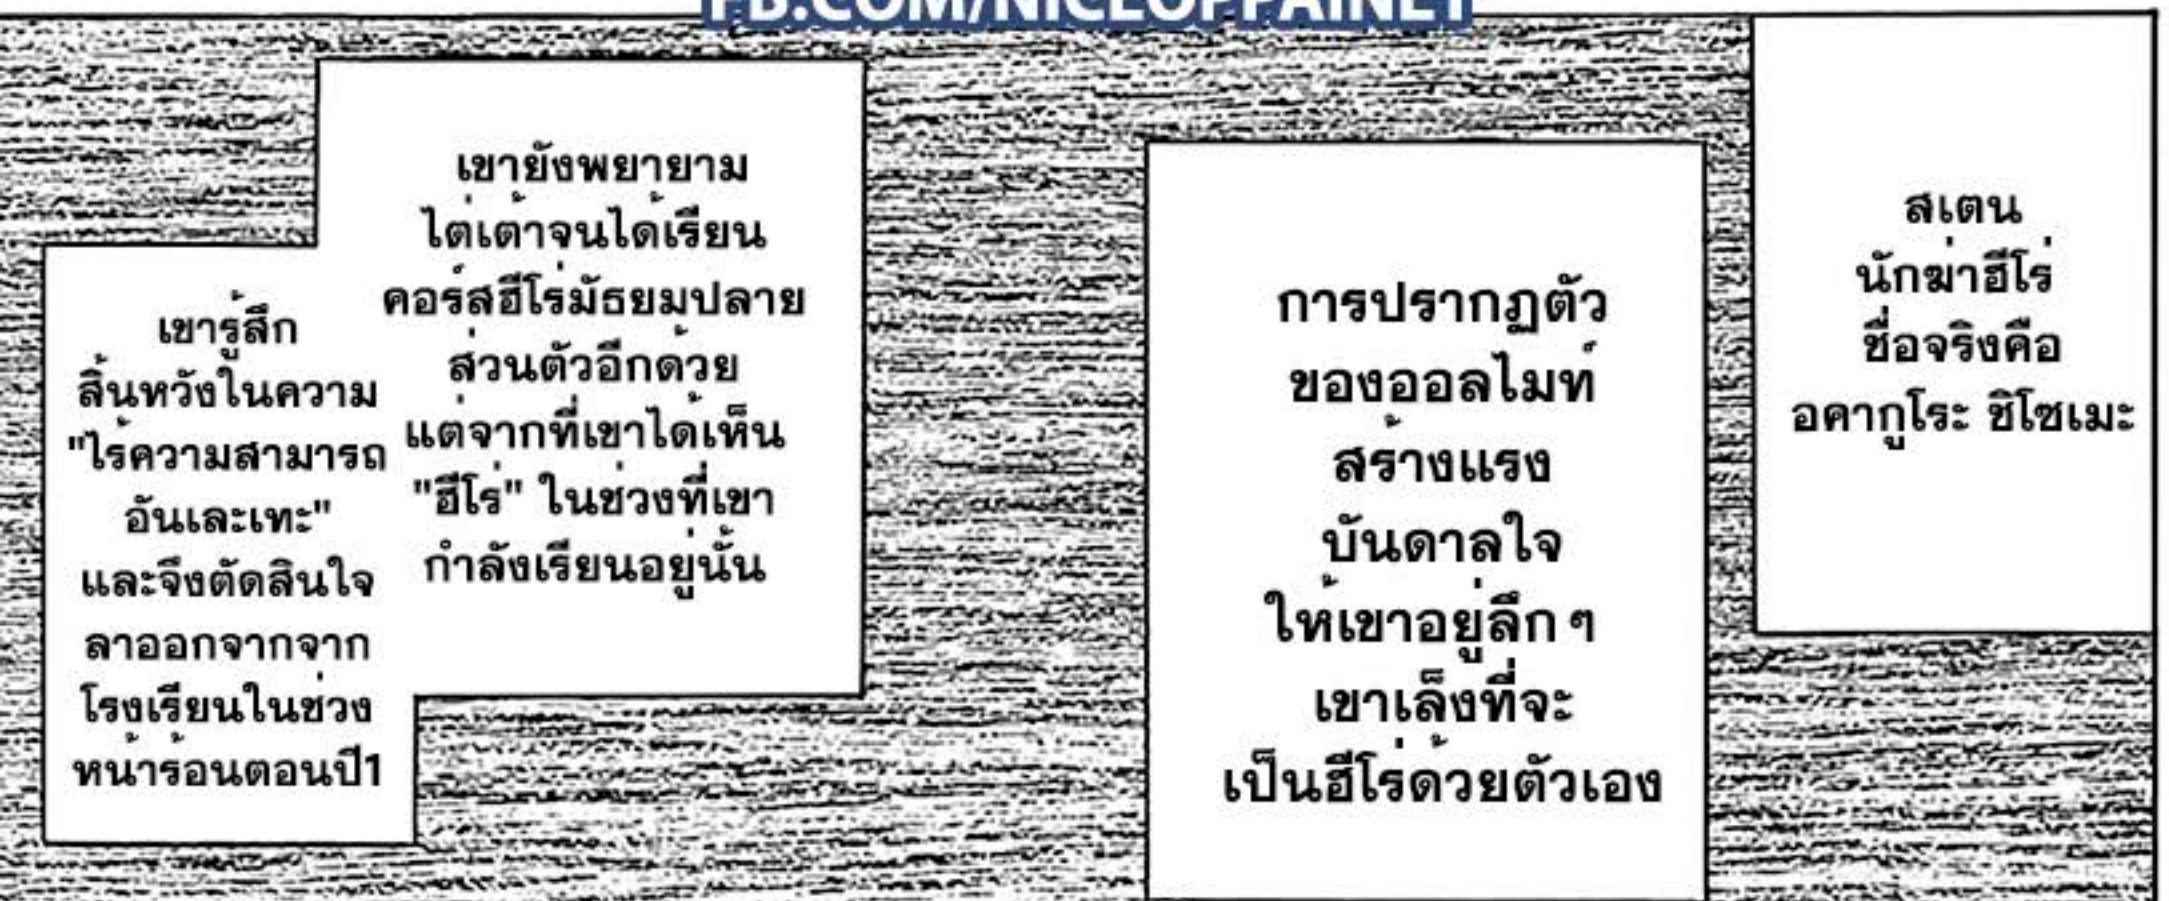 FB.COM/NICEOPPAINET
สเตน
นักฆ่าฮีโร่
ชื่อจริงคือ
อคากูโระ ชิโซเมะ
การปรากฏตัว
ของออลไมท์
สร้างแรง
บันดาลใจ
ให้เขาอยู่ลึกๆ
เขาเล็งที่จะ
เป็นฮีโร่ด้วยตัวเอง
เขายังพยายาม
ไต่เต้าจนได้เรียน
คอร์สฮีโร่มัธยมปลาย
ส่วนตัวอีกด้วย
แต่จากที่เขาได้เห็น
"ฮีโร่" ในช่วงที่เขา
กำลังเรียนอยู่นั้น
เขารู้สึก
สิ้นหวังในความ
"ไร้ความสามารถ
อันเละเทะ"
และจึงตัดสินใจ
ลาออกจากจาก
โรงเรียนในช่วง
หน้าร้อนตอนปี1